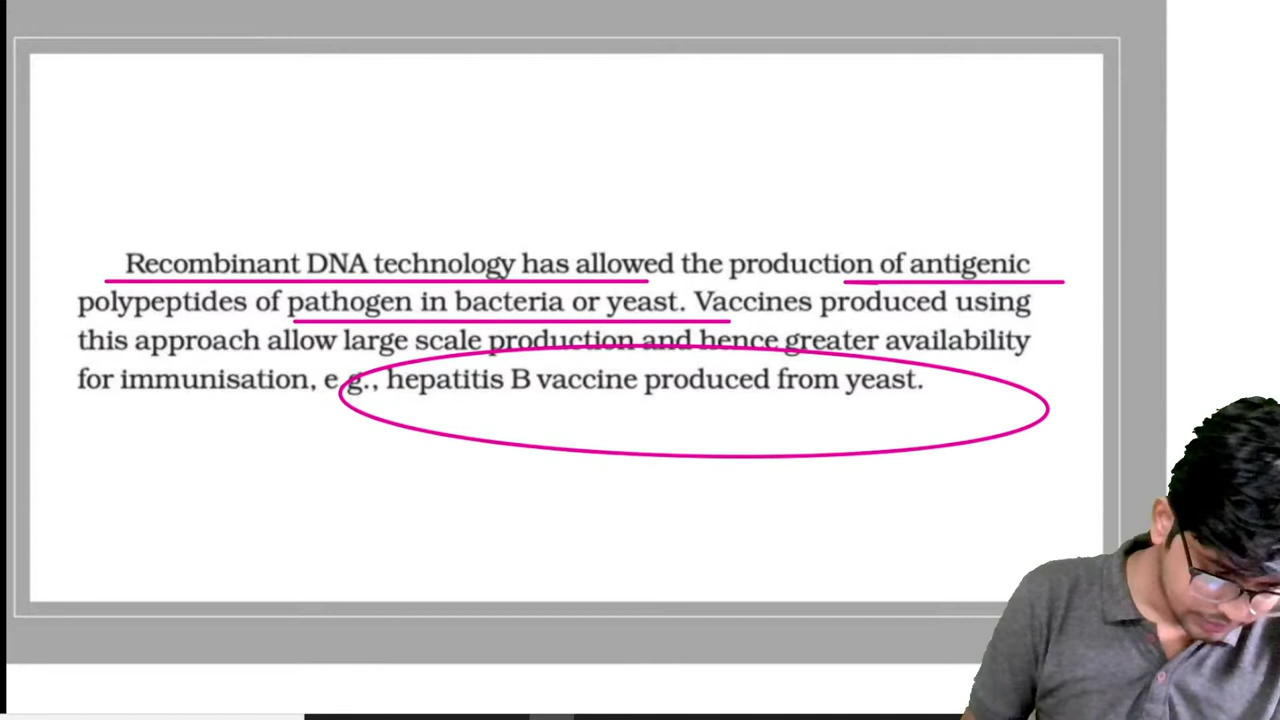 Recombinant DNA technology has allowed the production of antigenic
polypeptides of pathogen in bacteria or yeast. Vaccines produced using
this approach allow large scale production and hence greater availability
for immunisation, e.g., hepatitis B vaccine produced from yeast.